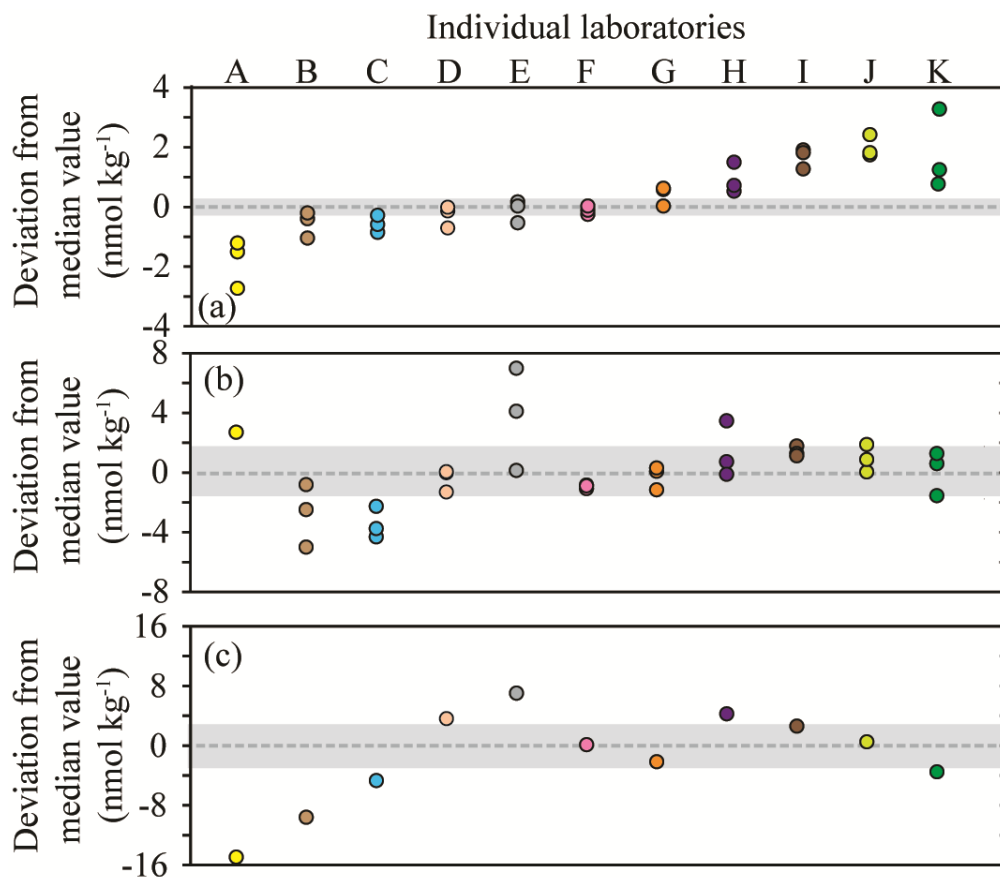 Individual laboratories
A B C D E F G H I J K
Deviation from
median value
(nmol kg⁻¹)
4
2
0
-2
-4
(a)
Deviation from
median value
(nmol kg⁻¹)
8
4
0
-4
-8
(b)
Deviation from
median value
(nmol kg⁻¹)
16
8
0
-8
-16
(c)